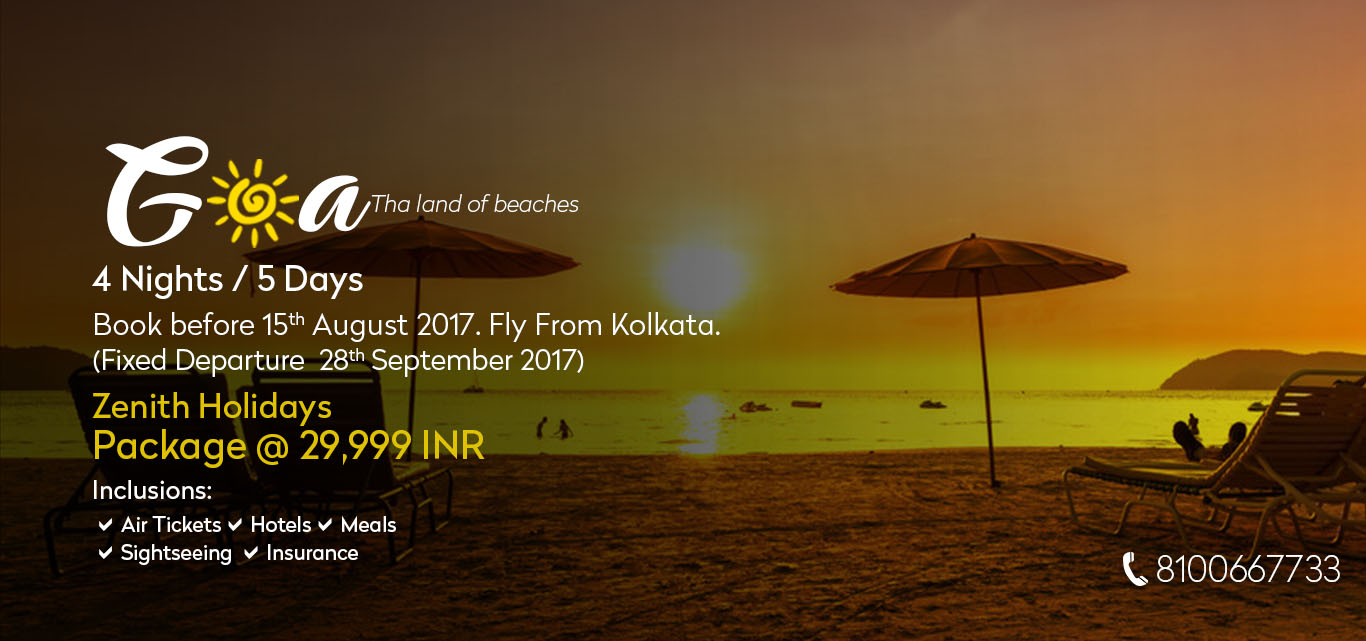 Goa Tha land of beaches
4 Nights / 5 Days
Book before 15th August 2017. Fly From Kolkata.
(Fixed Departure 28th September 2017)
Zenith Holidays
Package @ 29,999 INR
Inclusions:
✓ Air Tickets ✓ Hotels ✓ Meals
✓ Sightseeing ✓ Insurance
8100667733